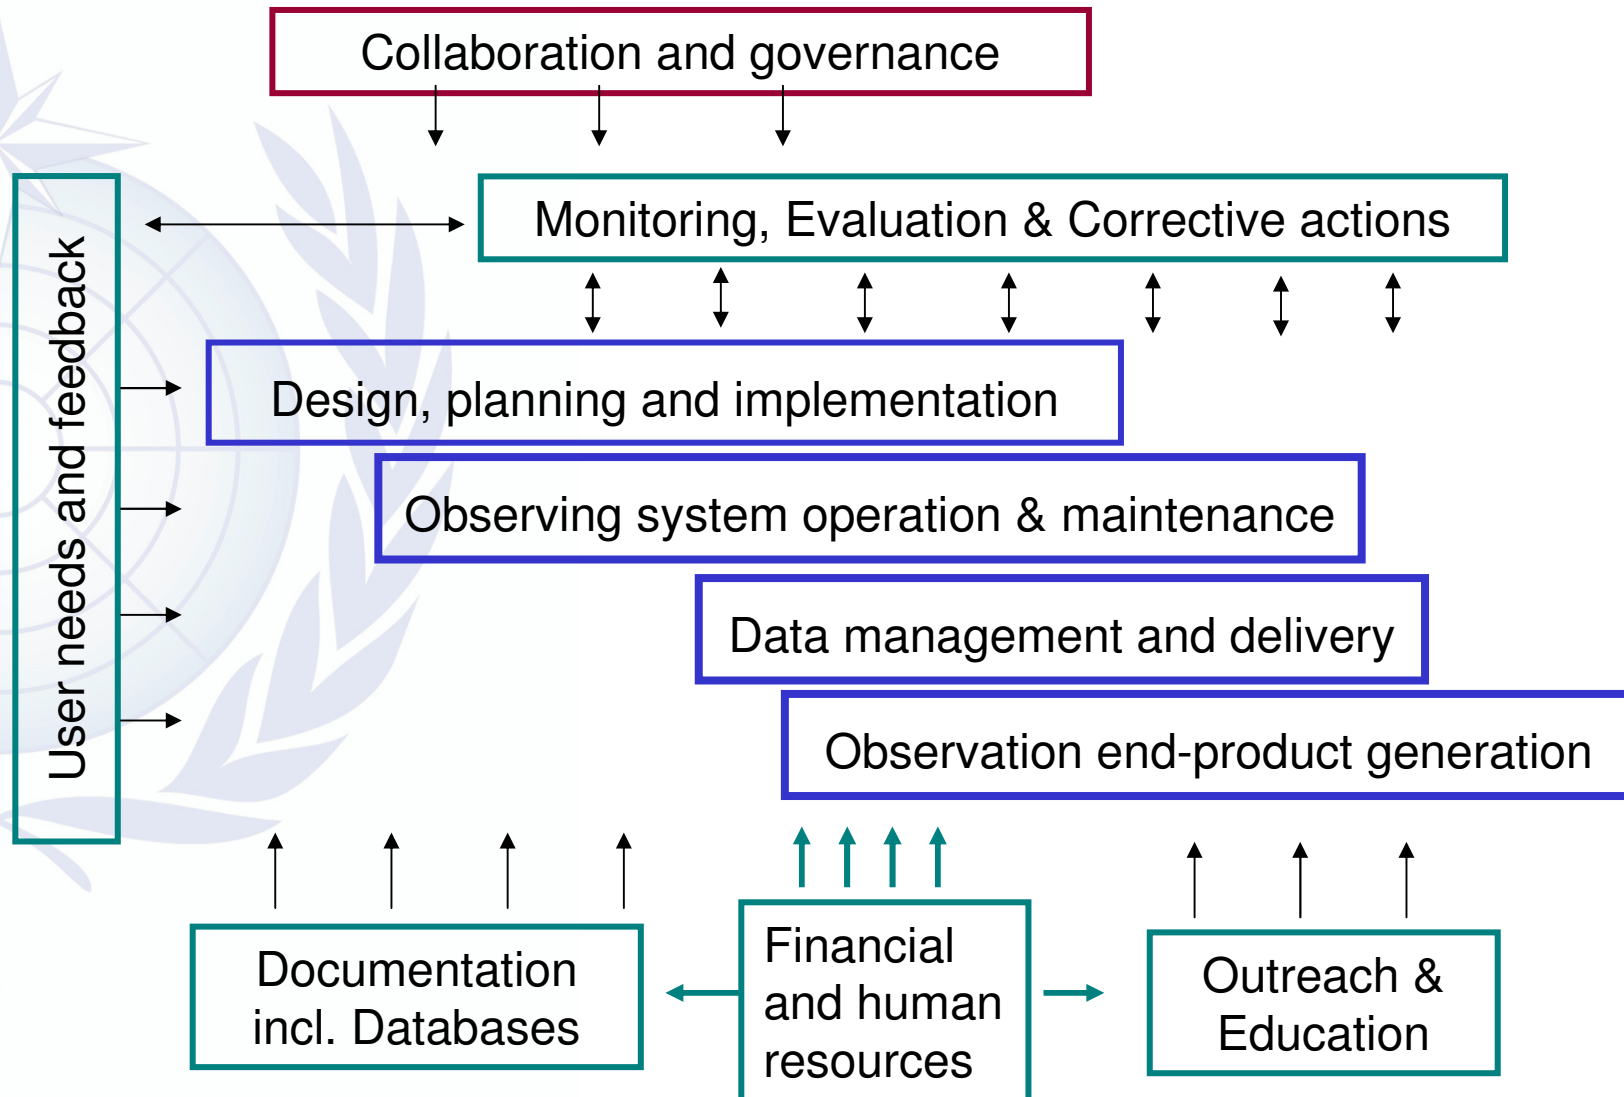 Collaboration and governance
Monitoring, Evaluation & Corrective actions
User needs and feedback
Design, planning and implementation
Observing system operation & maintenance
Data management and delivery
Observation end-product generation
Documentation
incl. Databases
Financial
and human
resources
Outreach &
Education